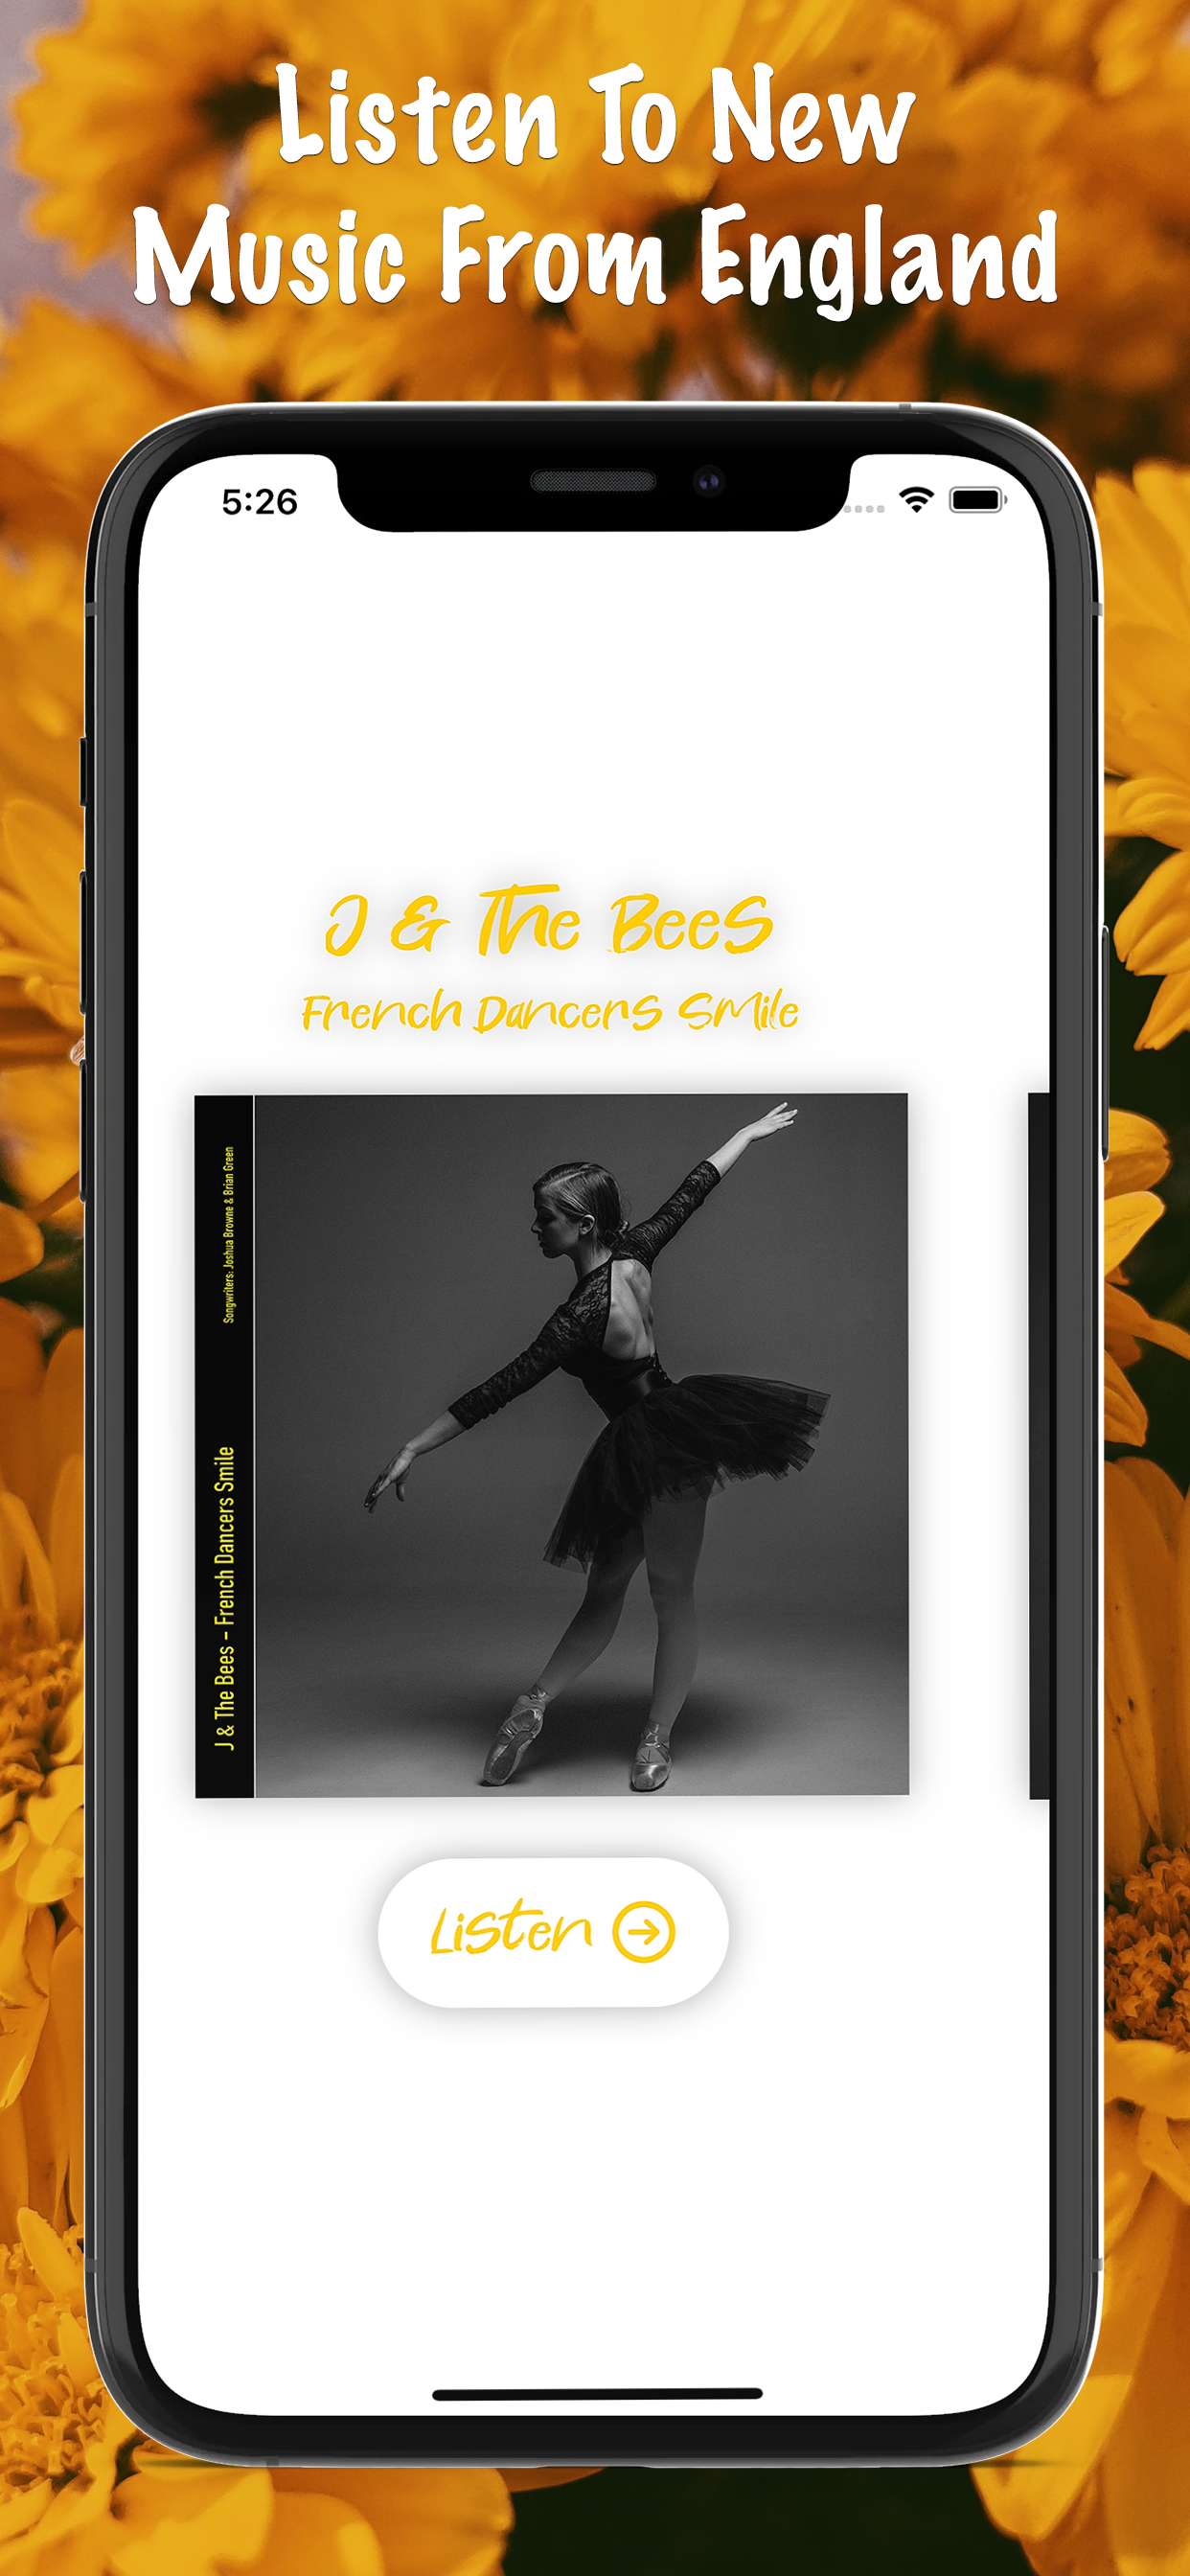 Listen To New
Music From England
5:26
J & The Bees
French Dancers Smile
Songwriters: Joshua Browne & Brian Green
J & The Bees - French Dancers Smile
Listen